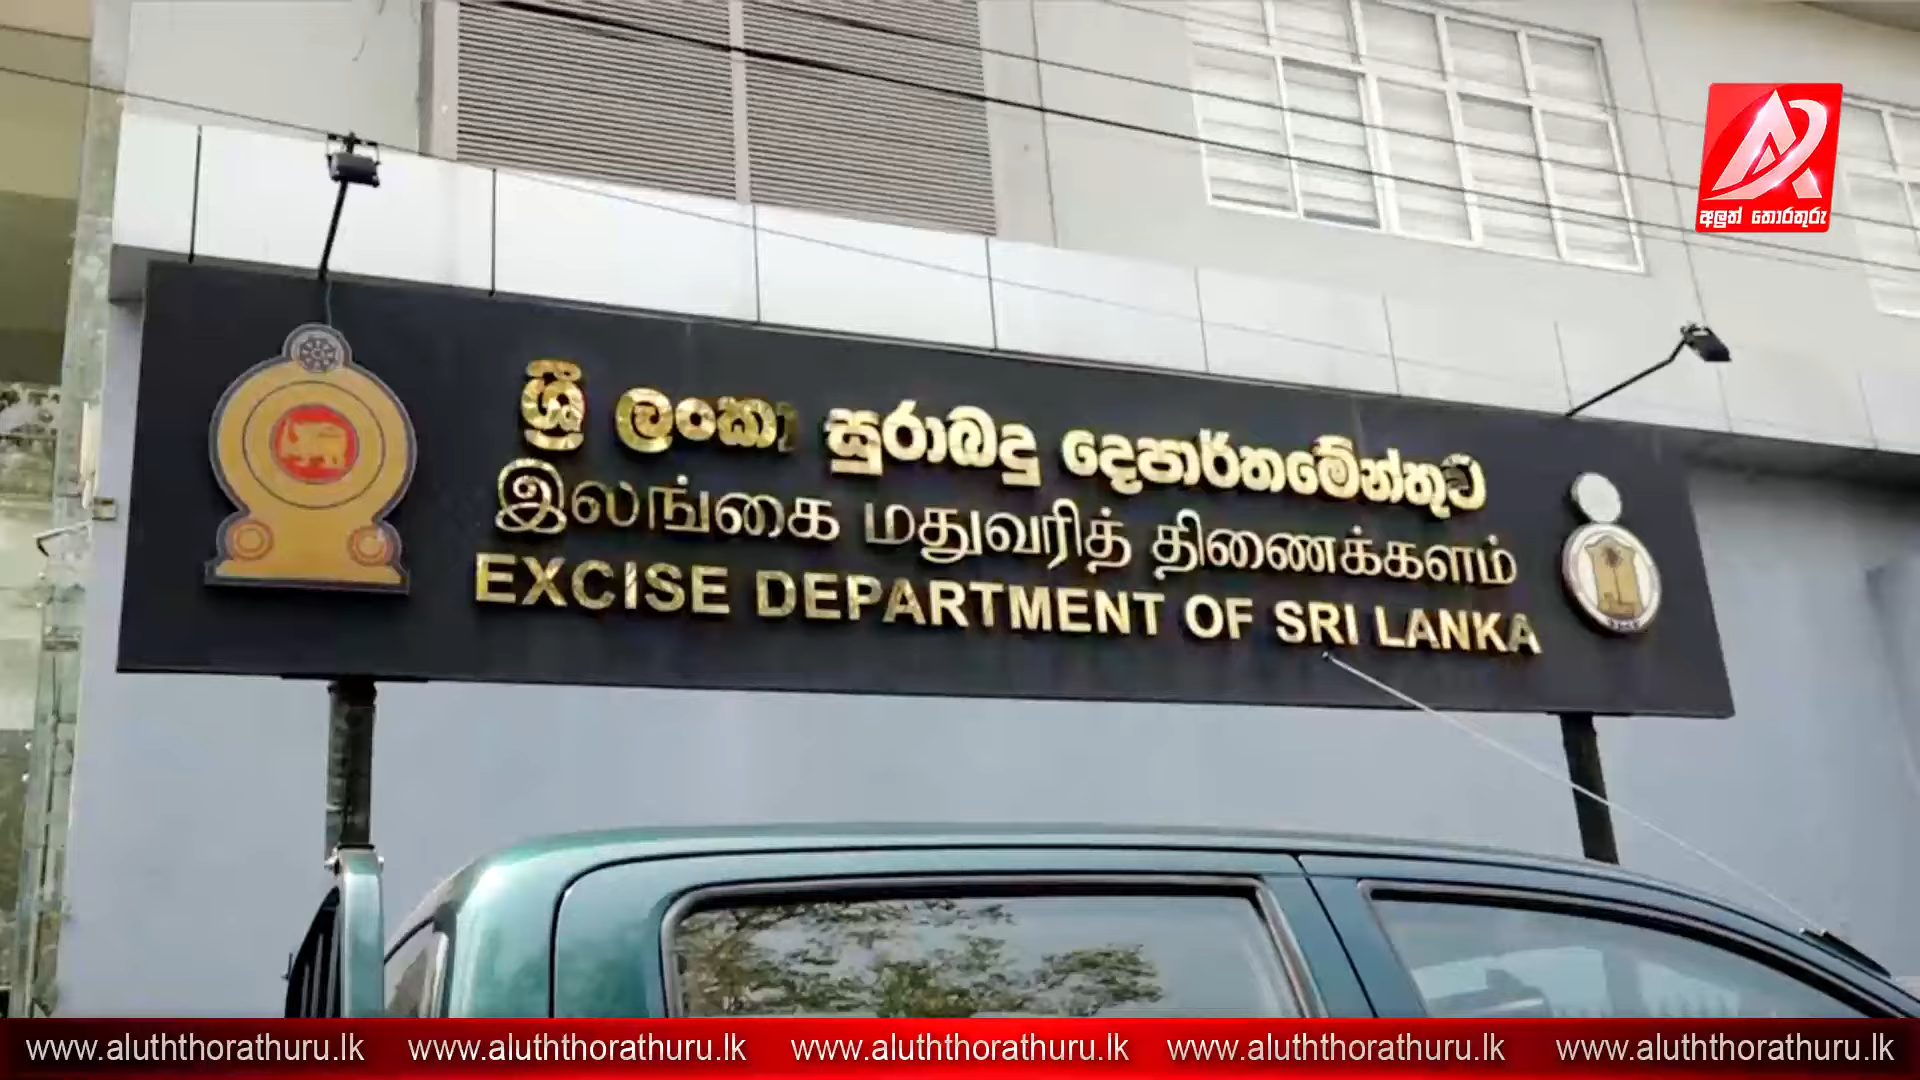 අලුත් තොරතුරු
ශ්‍රී ලංකා සුරාබදු දෙපාර්තමේන්තුව
இலங்கை மதுவரித் திணைக்களம்
EXCISE DEPARTMENT OF SRI LANKA
www.aluththorathuru.lk www.aluththorathuru.lk www.aluththorathuru.lk www.aluththorathuru.lk www.aluththorathuru.lk